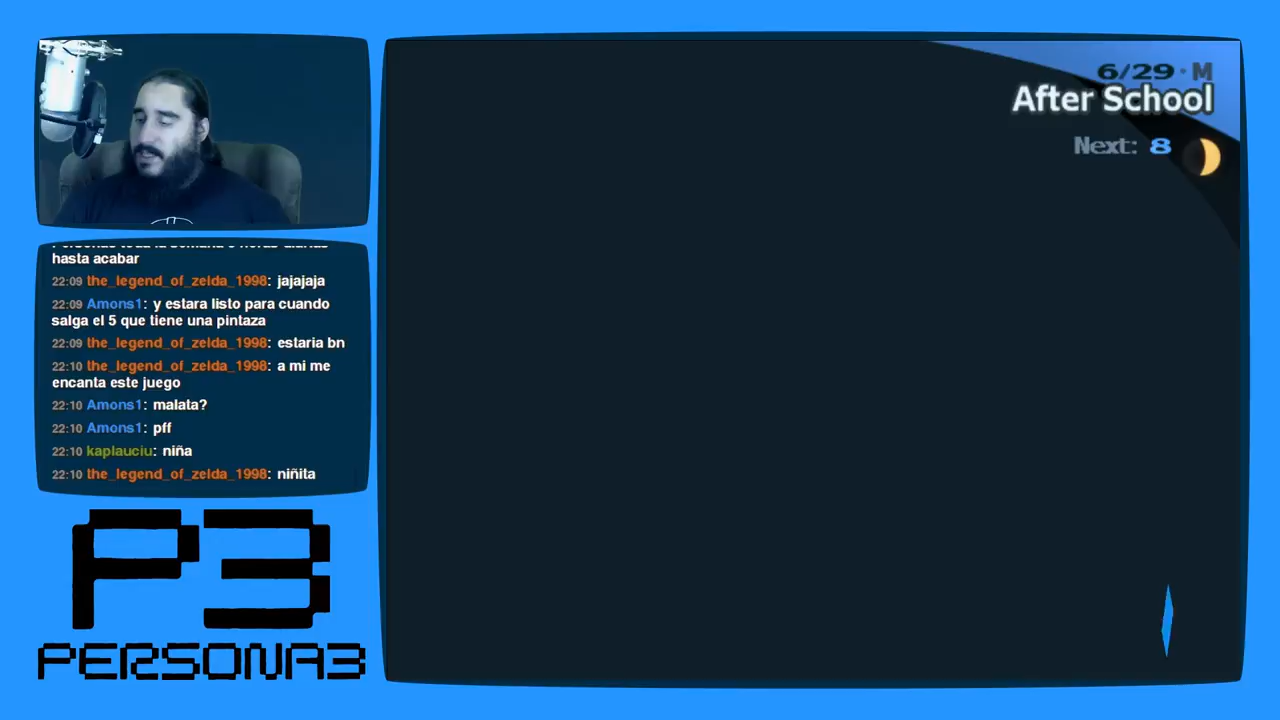 6/29·M
After School
Next: 8
hasta acabar
22:09 the_legend_of_zelda_1998: jajajaja
22:09 Amons1: y estara listo para cuando
salga el 5 que tiene una pintaza
22:09 the_legend_of_zelda_1998: estaria bn
22:10 the_legend_of_zelda_1998: a mi me
encanta este juego
22:10 Amons1: malata?
22:10 Amons1: pff
22:10 kaplauciu: niña
22:10 the_legend_of_zelda_1998: niñita
P3
PERSONA3